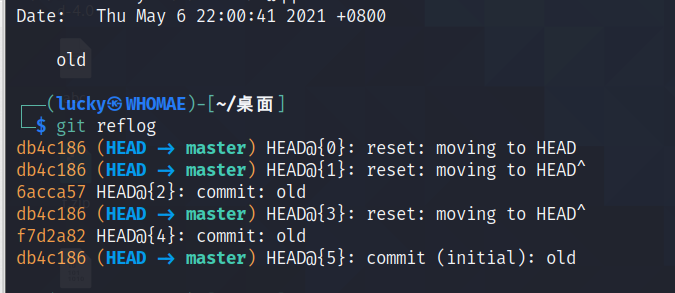 Date:   Thu May 6 22:00:41 2021 +0800
old
┌──(lucky㉿WHOMAE)-[~/桌面]
└─$ git reflog
db4c186 (HEAD → master) HEAD@{0}: reset: moving to HEAD
db4c186 (HEAD → master) HEAD@{1}: reset: moving to HEAD^
6acca57 HEAD@{2}: commit: old
db4c186 (HEAD → master) HEAD@{3}: reset: moving to HEAD^
f7d2a82 HEAD@{4}: commit: old
db4c186 (HEAD → master) HEAD@{5}: commit (initial): old